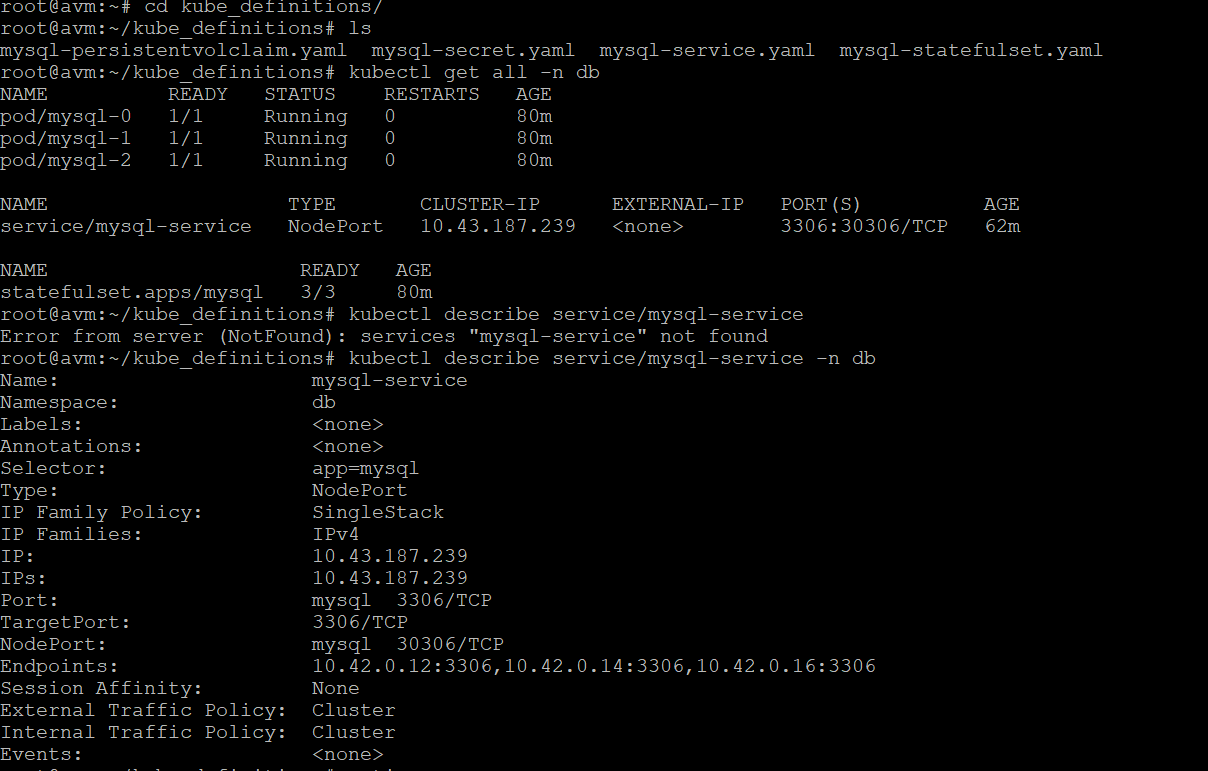 root@avm:~# cd kube_definitions/
root@avm:~/kube_definitions# ls
mysql-persistentvolclaim.yaml  mysql-secret.yaml  mysql-service.yaml  mysql-statefulset.yaml
root@avm:~/kube_definitions# kubectl get all -n db
NAME          READY   STATUS    RESTARTS   AGE
pod/mysql-0   1/1     Running   0          80m
pod/mysql-1   1/1     Running   0          80m
pod/mysql-2   1/1     Running   0          80m

NAME                    TYPE       CLUSTER-IP      EXTERNAL-IP   PORT(S)          AGE
service/mysql-service   NodePort   10.43.187.239   <none>        3306:30306/TCP   62m

NAME                     READY   AGE
statefulset.apps/mysql   3/3     80m
root@avm:~/kube_definitions# kubectl describe service/mysql-service
Error from server (NotFound): services "mysql-service" not found
root@avm:~/kube_definitions# kubectl describe service/mysql-service -n db
Name:                     mysql-service
Namespace:                db
Labels:                   <none>
Annotations:              <none>
Selector:                 app=mysql
Type:                     NodePort
IP Family Policy:         SingleStack
IP Families:              IPv4
IP:                       10.43.187.239
IPs:                      10.43.187.239
Port:                     mysql  3306/TCP
TargetPort:               3306/TCP
NodePort:                 mysql  30306/TCP
Endpoints:                10.42.0.12:3306,10.42.0.14:3306,10.42.0.16:3306
Session Affinity:         None
External Traffic Policy:  Cluster
Internal Traffic Policy:  Cluster
Events:                   <none>